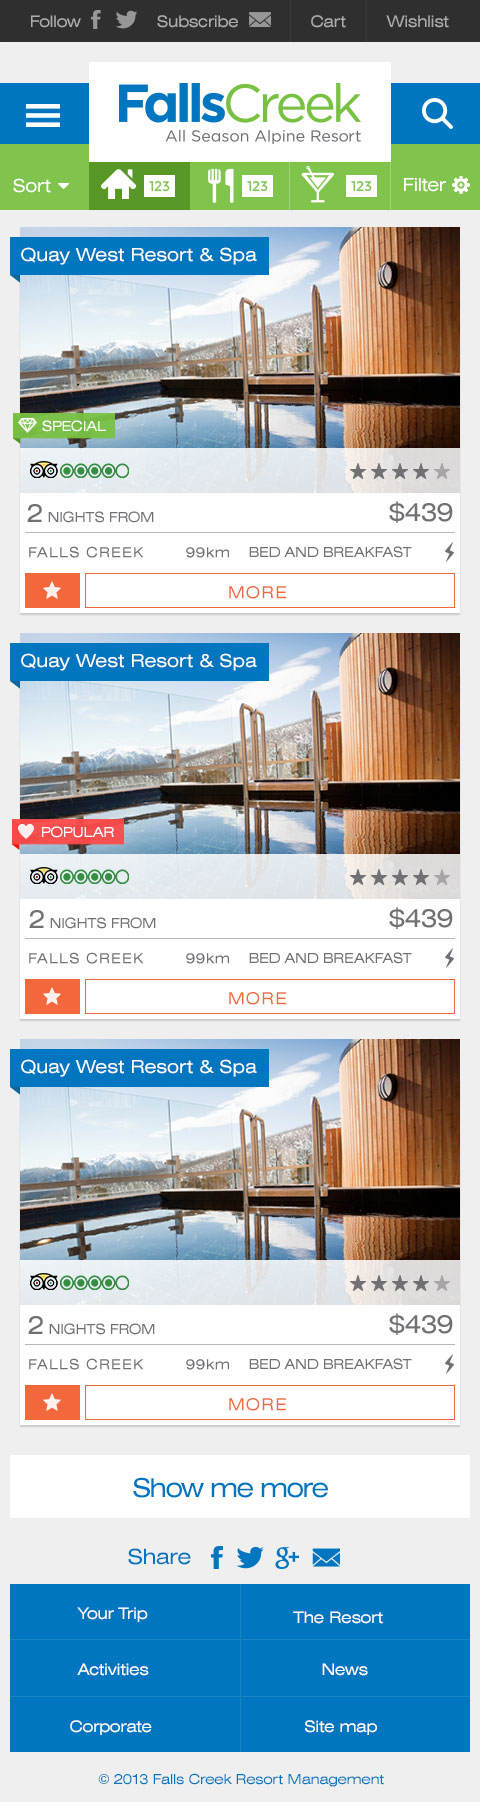 Follow Subscribe Cart Wishlist
FallsCreek
All Season Alpine Resort
Sort 123 123 123 Filter
Quay West Resort & Spa
SPECIAL
2 NIGHTS FROM $439
FALLS CREEK 99km BED AND BREAKFAST
MORE
Quay West Resort & Spa
POPULAR
2 NIGHTS FROM $439
FALLS CREEK 99km BED AND BREAKFAST
MORE
Quay West Resort & Spa
2 NIGHTS FROM $439
FALLS CREEK 99km BED AND BREAKFAST
MORE
Show me more
Share
Your Trip The Resort
Activities News
Corporate Site map
© 2013 Falls Creek Resort Management